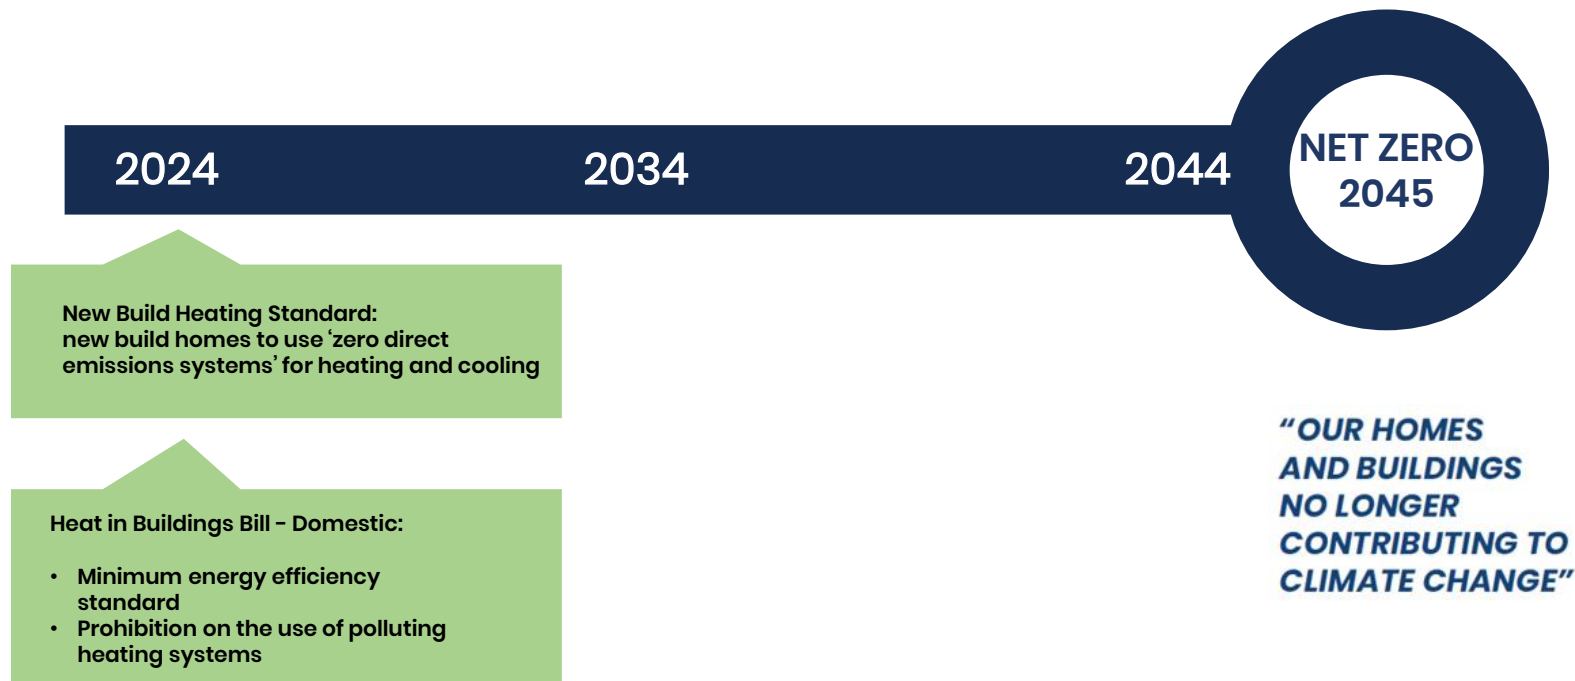 2024
2034
2044
NET ZERO
2045
New Build Heating Standard:
new build homes to use ‘zero direct
emissions systems’ for heating and cooling
Heat in Buildings Bill - Domestic:
• Minimum energy efficiency
standard
• Prohibition on the use of polluting
heating systems
“OUR HOMES
AND BUILDINGS
NO LONGER
CONTRIBUTING TO
CLIMATE CHANGE”